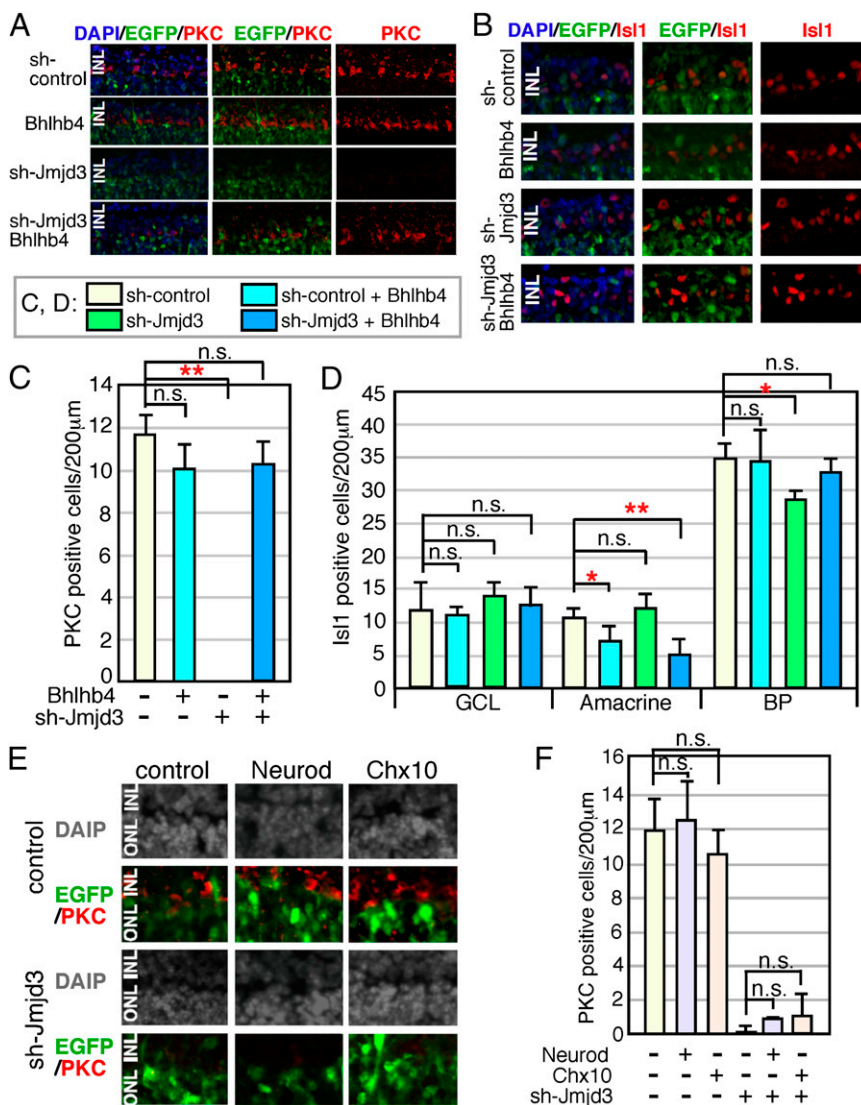 A
DAPI/EGFP/PKC EGFP/PKC PKC
sh-control
INL
Bhlhb4
INL
sh-Jmjd3
INL
sh-Jmjd3 Bhlhb4
INL
B
DAPI/EGFP/Isl1 EGFP/Isl1 Isl1
sh-control
INL
Bhlhb4
INL
sh-Jmjd3
INL
sh-Jmjd3 Bhlhb4
INL
C, D:
sh-control sh-control + Bhlhb4
sh-Jmjd3 sh-Jmjd3 + Bhlhb4
C
PKC positive cells/200μm
14
12
10
8
6
4
2
0
n.s.
**
n.s.
Bhlhb4 - + - +
sh-Jmjd3 - - + +
D
Isl1 positive cells/200μm
45
40
35
30
25
20
15
10
5
0
n.s.
n.s.
n.s.
**
n.s.
*
n.s.
*
n.s.
GCL Amacrine BP
E
control Neurod Chx10
control
DAIP
ONL INL
EGFP
/PKC
ONL INL
sh-Jmjd3
DAIP
ONL INL
EGFP
/PKC
ONL INL
F
PKC positive cells/200μm
16
14
12
10
8
6
4
2
0
n.s.
n.s.
n.s.
n.s.
Neurod - + - - + -
Chx10 - - + - - +
sh-Jmjd3 - - - + + +